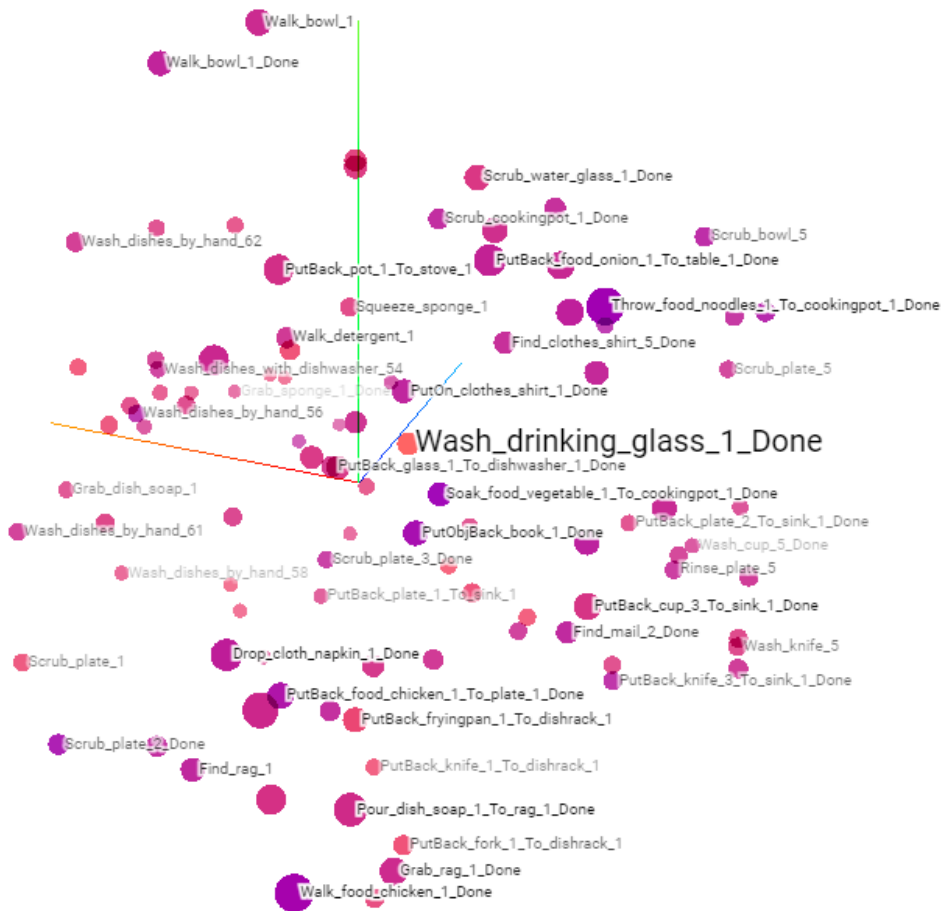 Walk_bowl_1
Walk_bowl_1_Done
Scrub_water_glass_1_Done
Scrub_cookingpot_1_Done
Scrub_bowl_5
Wash_dishes_by_hand_62
PutBack_food_onion_1_To_table_1_Done
PutBack_pot_1_To_stove_1
Squeeze_sponge_1
Throw_food_noodles_1_To_cookingpot_1_Done
Walk_detergent_1
Find_clothes_shirt_5_Done
Wash_dishes_with_dishwasher_54
Scrub_plate_5
Grab_sponge_1_Done
PutOn_clothes_shirt_1_Done
Wash_dishes_by_hand_56
Wash_drinking_glass_1_Done
PutBack_glass_1_To_dishwasher_1_Done
Grab_dish_soap_1
Soak_food_vegetable_1_To_cookingpot_1_Done
PutBack_plate_2_To_sink_1_Done
Wash_dishes_by_hand_61
PutObjBack_book_1_Done
Wash_cup_5_Done
Scrub_plate_3_Done
Rinse_plate_5
Wash_dishes_by_hand_58
PutBack_plate_1_To_sink_1
PutBack_cup_3_To_sink_1_Done
Find_mail_2_Done
Wash_knife_5
Drop_cloth_napkin_1_Done
Scrub_plate_1
PutBack_knife_3_To_sink_1_Done
PutBack_food_chicken_1_To_plate_1_Done
PutBack_fryingpan_1_To_dishrack_1
Scrub_plate_2_Done
Find_rag_1
PutBack_knife_1_To_dishrack_1
Pour_dish_soap_1_To_rag_1_Done
PutBack_fork_1_To_dishrack_1
Grab_rag_1_Done
Walk_food_chicken_1_Done